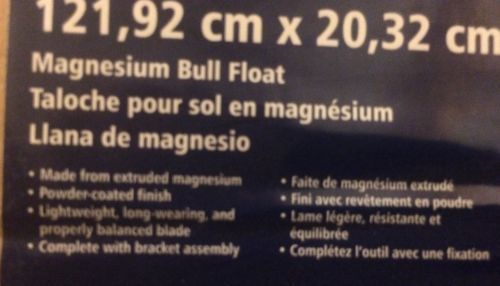 121,92 cm x 20,32 cm
Magnesium Bull Float
Taloche pour sol en magnésium
Llana de magnesio
• Made from extruded magnesium
• Powder-coated finish
• Lightweight, long-wearing, and
properly balanced blade
• Complete with bracket assembly
• Faite de magnésium extrudé
• Fini avec revêtement en poudre
• Lame légère, résistante et
équilibrée
• Complétez l'outil avec une fixation